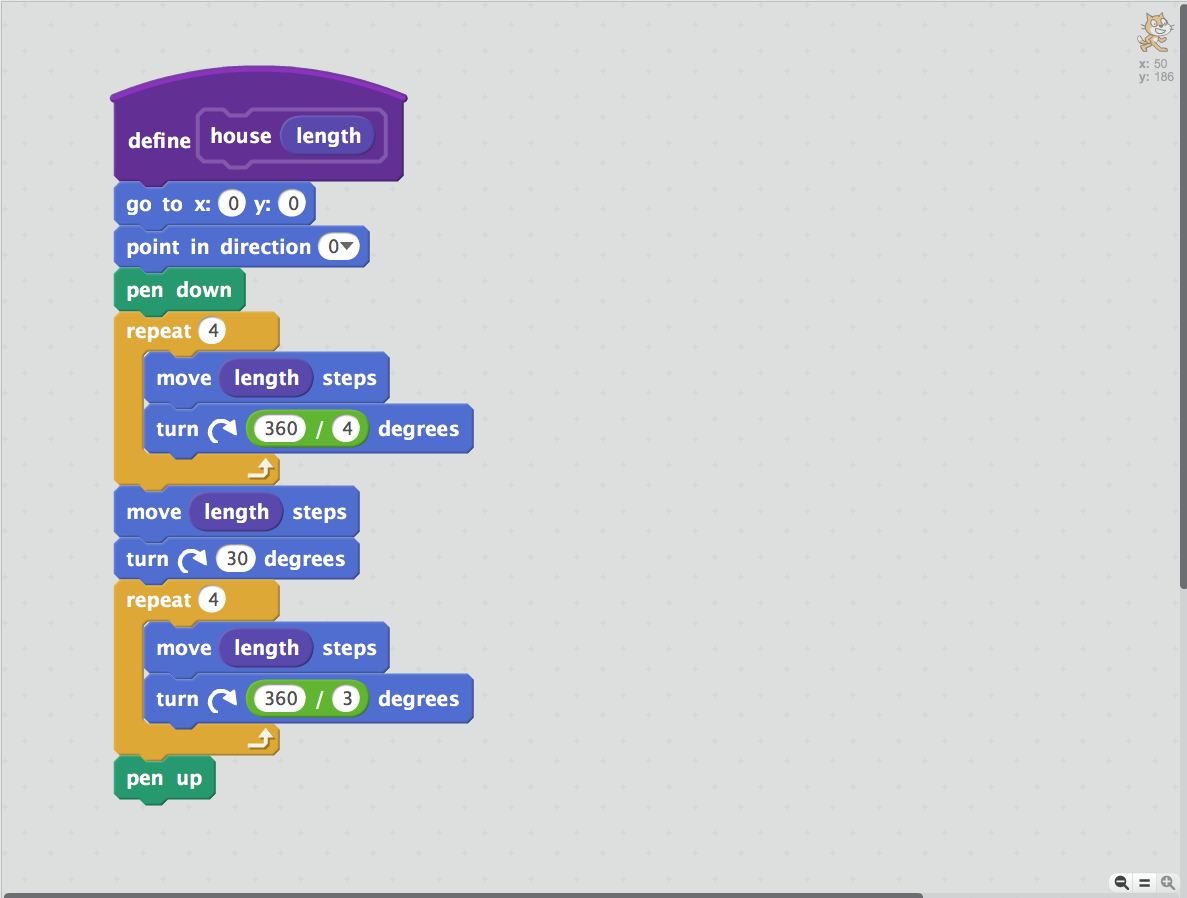 x: 50
y: 186
define house length
go to x: 0 y: 0
point in direction 0
pen down
repeat 4
move length steps
turn 360 / 4 degrees
move length steps
turn 30 degrees
repeat 4
move length steps
turn 360 / 3 degrees
pen up